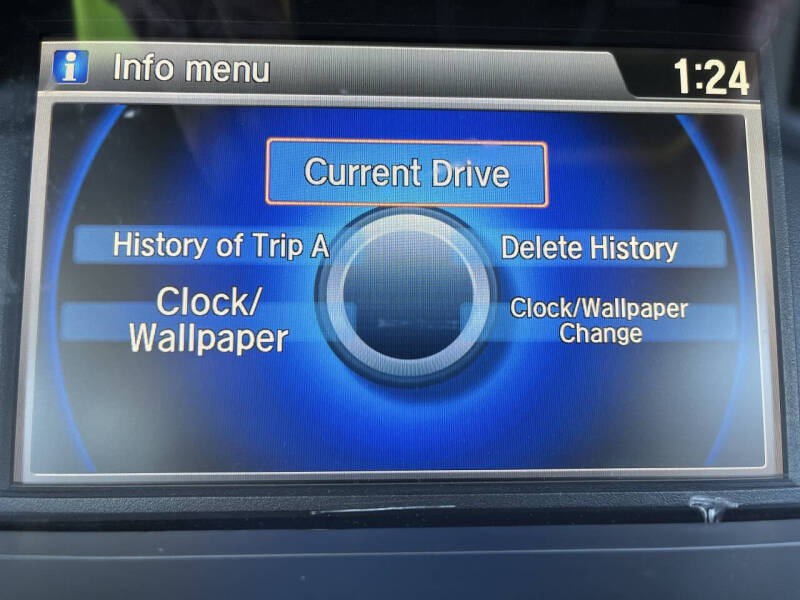 i Info menu 1:24
Current Drive
History of Trip A
Delete History
Clock/
Wallpaper
Clock/Wallpaper
Change